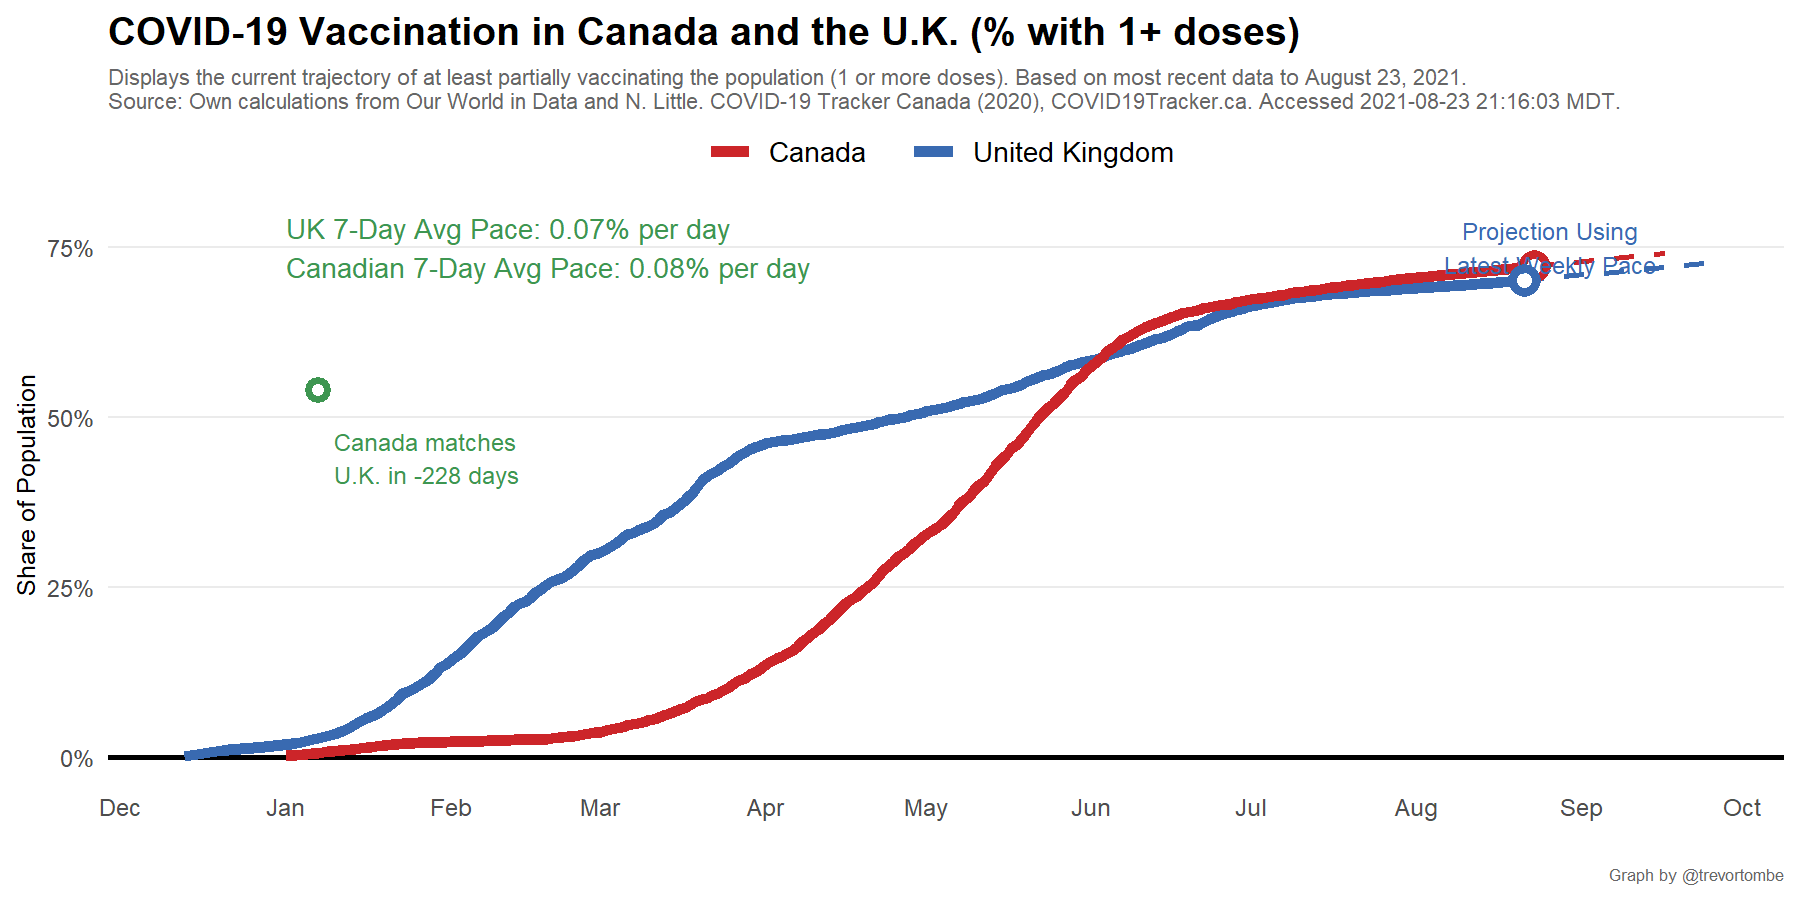 COVID-19 Vaccination in Canada and the U.K. (% with 1+ doses)
Displays the current trajectory of at least partially vaccinating the population (1 or more doses). Based on most recent data to August 23, 2021.
Source: Own calculations from Our World in Data and N. Little. COVID-19 Tracker Canada (2020), COVID19Tracker.ca. Accessed 2021-08-23 21:16:03 MDT.
Canada United Kingdom
UK 7-Day Avg Pace: 0.07% per day
Canadian 7-Day Avg Pace: 0.08% per day
Projection Using
Latest Weekly Pace
Canada matches
U.K. in -228 days
Share of Population
75%
50%
25%
0%
Dec Jan Feb Mar Apr May Jun Jul Aug Sep Oct
Graph by @trevortombe